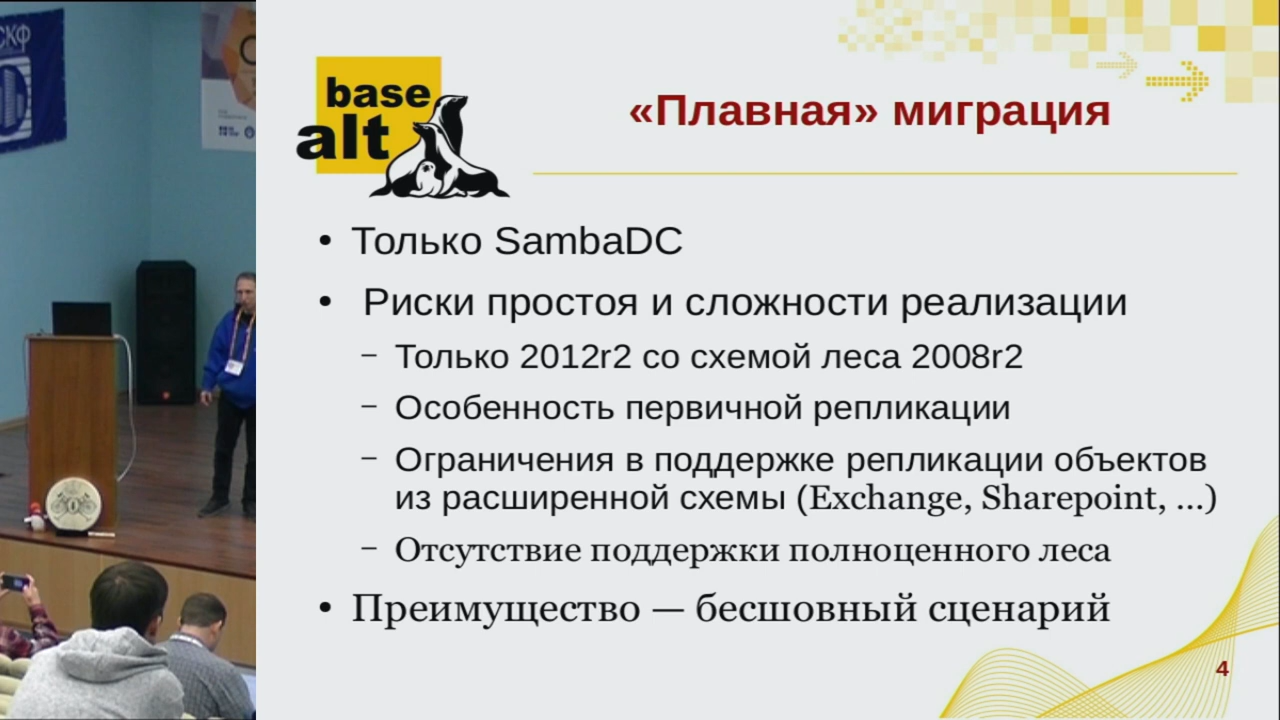 СКФ
base
alt
«Плавная» миграция
• Только SambaDC
• Риски простоя и сложности реализации
– Только 2012r2 со схемой леса 2008r2
– Особенность первичной репликации
– Ограничения в поддержке репликации объектов
из расширенной схемы (Exchange, Sharepoint, ...)
– Отсутствие поддержки полноценного леса
• Преимущество — бесшовный сценарий
4